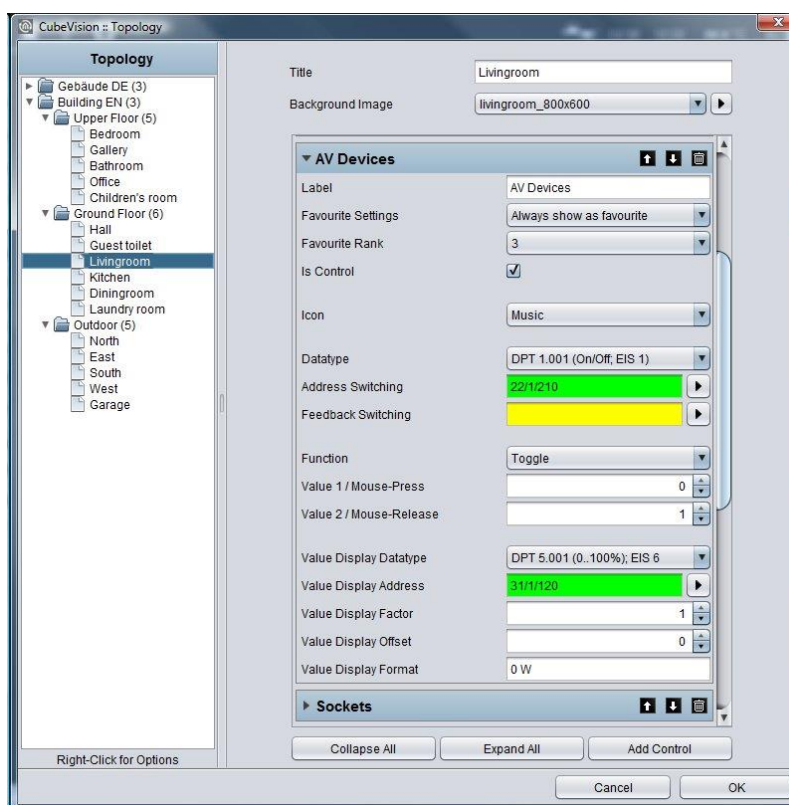 CubeVision :: Topology
Topology
Gebäude DE (3)
Building EN (3)
Upper Floor (5)
Bedroom
Gallery
Bathroom
Office
Children's room
Ground Floor (6)
Hall
Guest toilet
Livingroom
Kitchen
Diningroom
Laundry room
Outdoor (5)
North
East
South
West
Garage
Right-Click for Options
Title Livingroom
Background Image livingroom_800x600
AV Devices
Label AV Devices
Favourite Settings Always show as favourite
Favourite Rank 3
Is Control
Icon Music
Datatype DPT 1.001 (On/Off; EIS 1)
Address Switching 22/1/210
Feedback Switching
Function Toggle
Value 1 / Mouse-Press 0
Value 2 / Mouse-Release 1
Value Display Datatype DPT 5.001 (0..100%); EIS 6
Value Display Address 31/1/120
Value Display Factor 1
Value Display Offset 0
Value Display Format 0 W
Sockets
Collapse All Expand All Add Control
Cancel OK